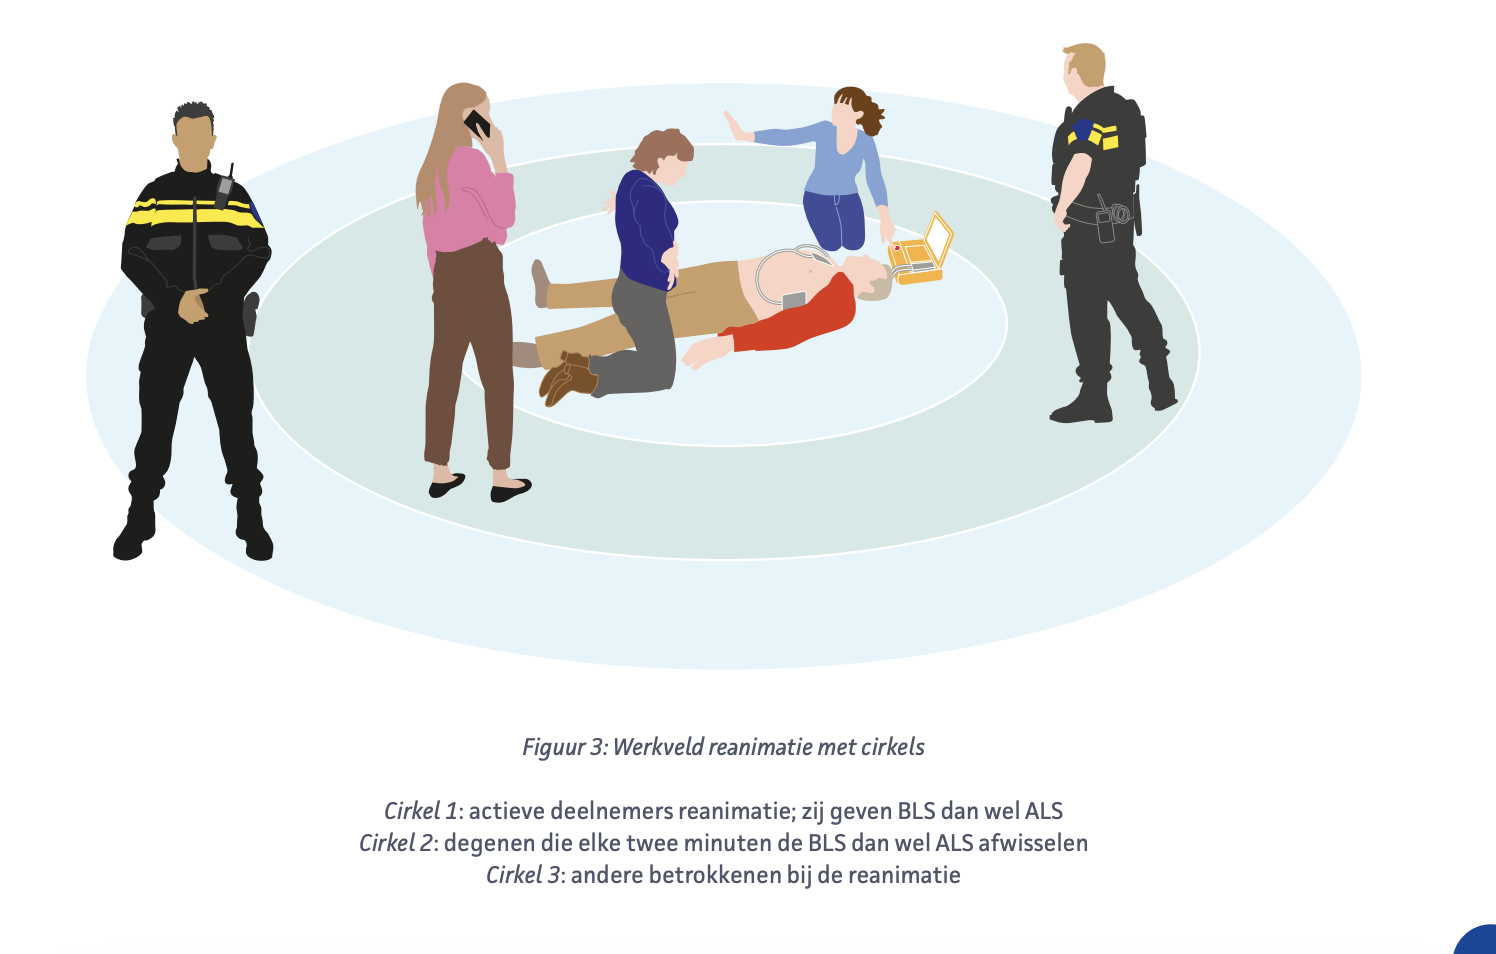 Figuur 3: Werkveld reanimatie met cirkels
Cirkel 1: actieve deelnemers reanimatie; zij geven BLS dan wel ALS
Cirkel 2: degenen die elke twee minuten de BLS dan wel ALS afwisselen
Cirkel 3: andere betrokkenen bij de reanimatie